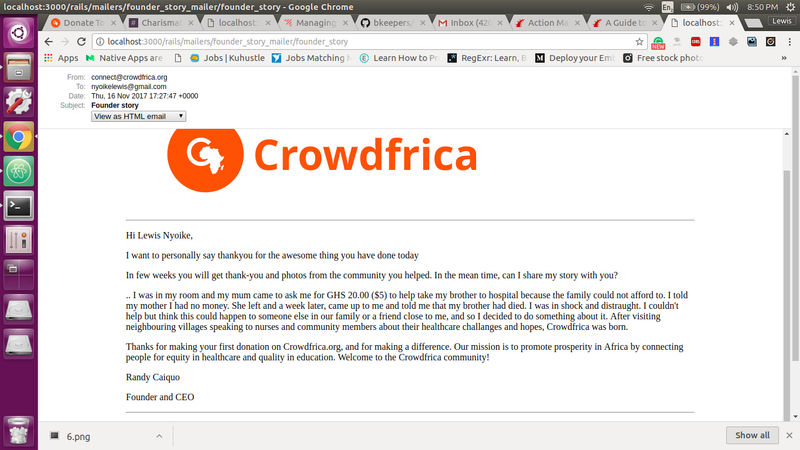 localhost:3000/rails/mailers/founder_story_mailer/founder_story - Google Chrome
En
(99%)
8:50 PM
Donate To
Charismat
localhost:3
Managing
bkeepers/
Inbox (426
Action Ma
A Guide to
localhost:3
Lewis
localhost:3000/rails/mailers/founder_story_mailer/founder_story
NEW
Apps
Native Apps are
Jobs | Kuhustle
Jobs Matching M
Learn How to Pr
RegExr: Learn, B
Deploy your Emb
Free stock photo
From: connect@crowdfrica.org
To: nyoikelewis@gmail.com
Date: Thu, 16 Nov 2017 17:27:47 +0000
Subject: Founder story
View as HTML email
Crowdfrica
Hi Lewis Nyoike,
I want to personally say thankyou for the awesome thing you have done today
In few weeks you will get thank-you and photos from the community you helped. In the mean time, can I share my story with you?
.. I was in my room and my mum came to ask me for GHS 20.00 ($5) to help take my brother to hospital because the family could not afford to. I told
my mother I had no money. She left and a week later, came up to me and told me that my brother had died. I was in shock and distraught. I couldn't
help but think this could happen to someone else in our family or a friend close to me, and so I decided to do something about it. After visiting
neighbouring villages speaking to nurses and community members about their healthcare challanges and hopes, Crowdfrica was born.
Thanks for making your first donation on Crowdfrica.org, and for making a difference. Our mission is to promote prosperity in Africa by connecting
people for equity in healthcare and quality in education. Welcome to the Crowdfrica community!
Randy Caiquo
Founder and CEO
6.png
Show all